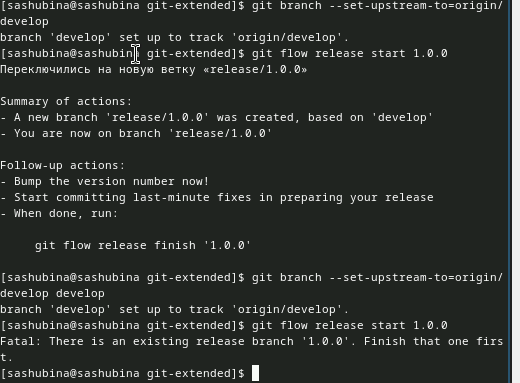 [sashubina@sashubina git-extended]$ git branch --set-upstream-to=origin/
develop
branch 'develop' set up to track 'origin/develop'.
[sashubina@sashubina git-extended]$ git flow release start 1.0.0
Переключились на новую ветку «release/1.0.0»
Summary of actions:
- A new branch 'release/1.0.0' was created, based on 'develop'
- You are now on branch 'release/1.0.0'
Follow-up actions:
- Bump the version number now!
- Start committing last-minute fixes in preparing your release
- When done, run:
git flow release finish '1.0.0'
[sashubina@sashubina git-extended]$ git branch --set-upstream-to=origin/
develop develop
branch 'develop' set up to track 'origin/develop'.
[sashubina@sashubina git-extended]$ git flow release start 1.0.0
Fatal: There is an existing release branch '1.0.0'. Finish that one firs
t.
[sashubina@sashubina git-extended]$